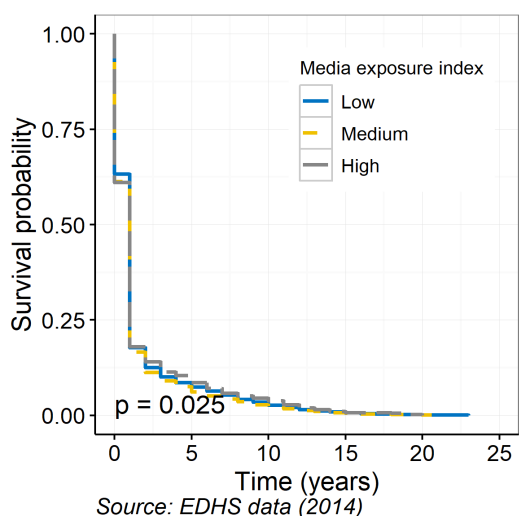 Survival probability
1.00
0.75
0.50
0.25
0.00
Media exposure index
Low
Medium
High
p = 0.025
0 5 10 15 20 25
Time (years)
Source: EDHS data (2014)